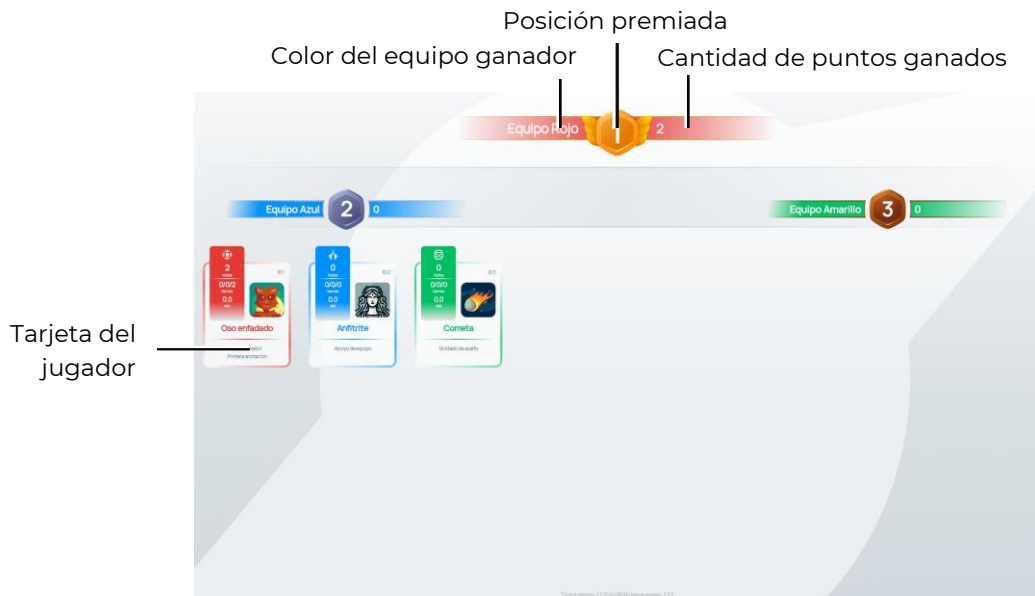 Posición premiada
Color del equipo ganador
Cantidad de puntos ganados
Equipo Rojo
1
2
Equipo Azul
2
0
Equipo Amarillo
3
0
2
0/0/2
0.0
Oso enfadado
Primera anotación
0
0/0/0
0.0
Anfitrite
Apoyo de equipo
0
0/0/0
0.0
Cometa
Soldado de asalto
Tarjeta del
jugador